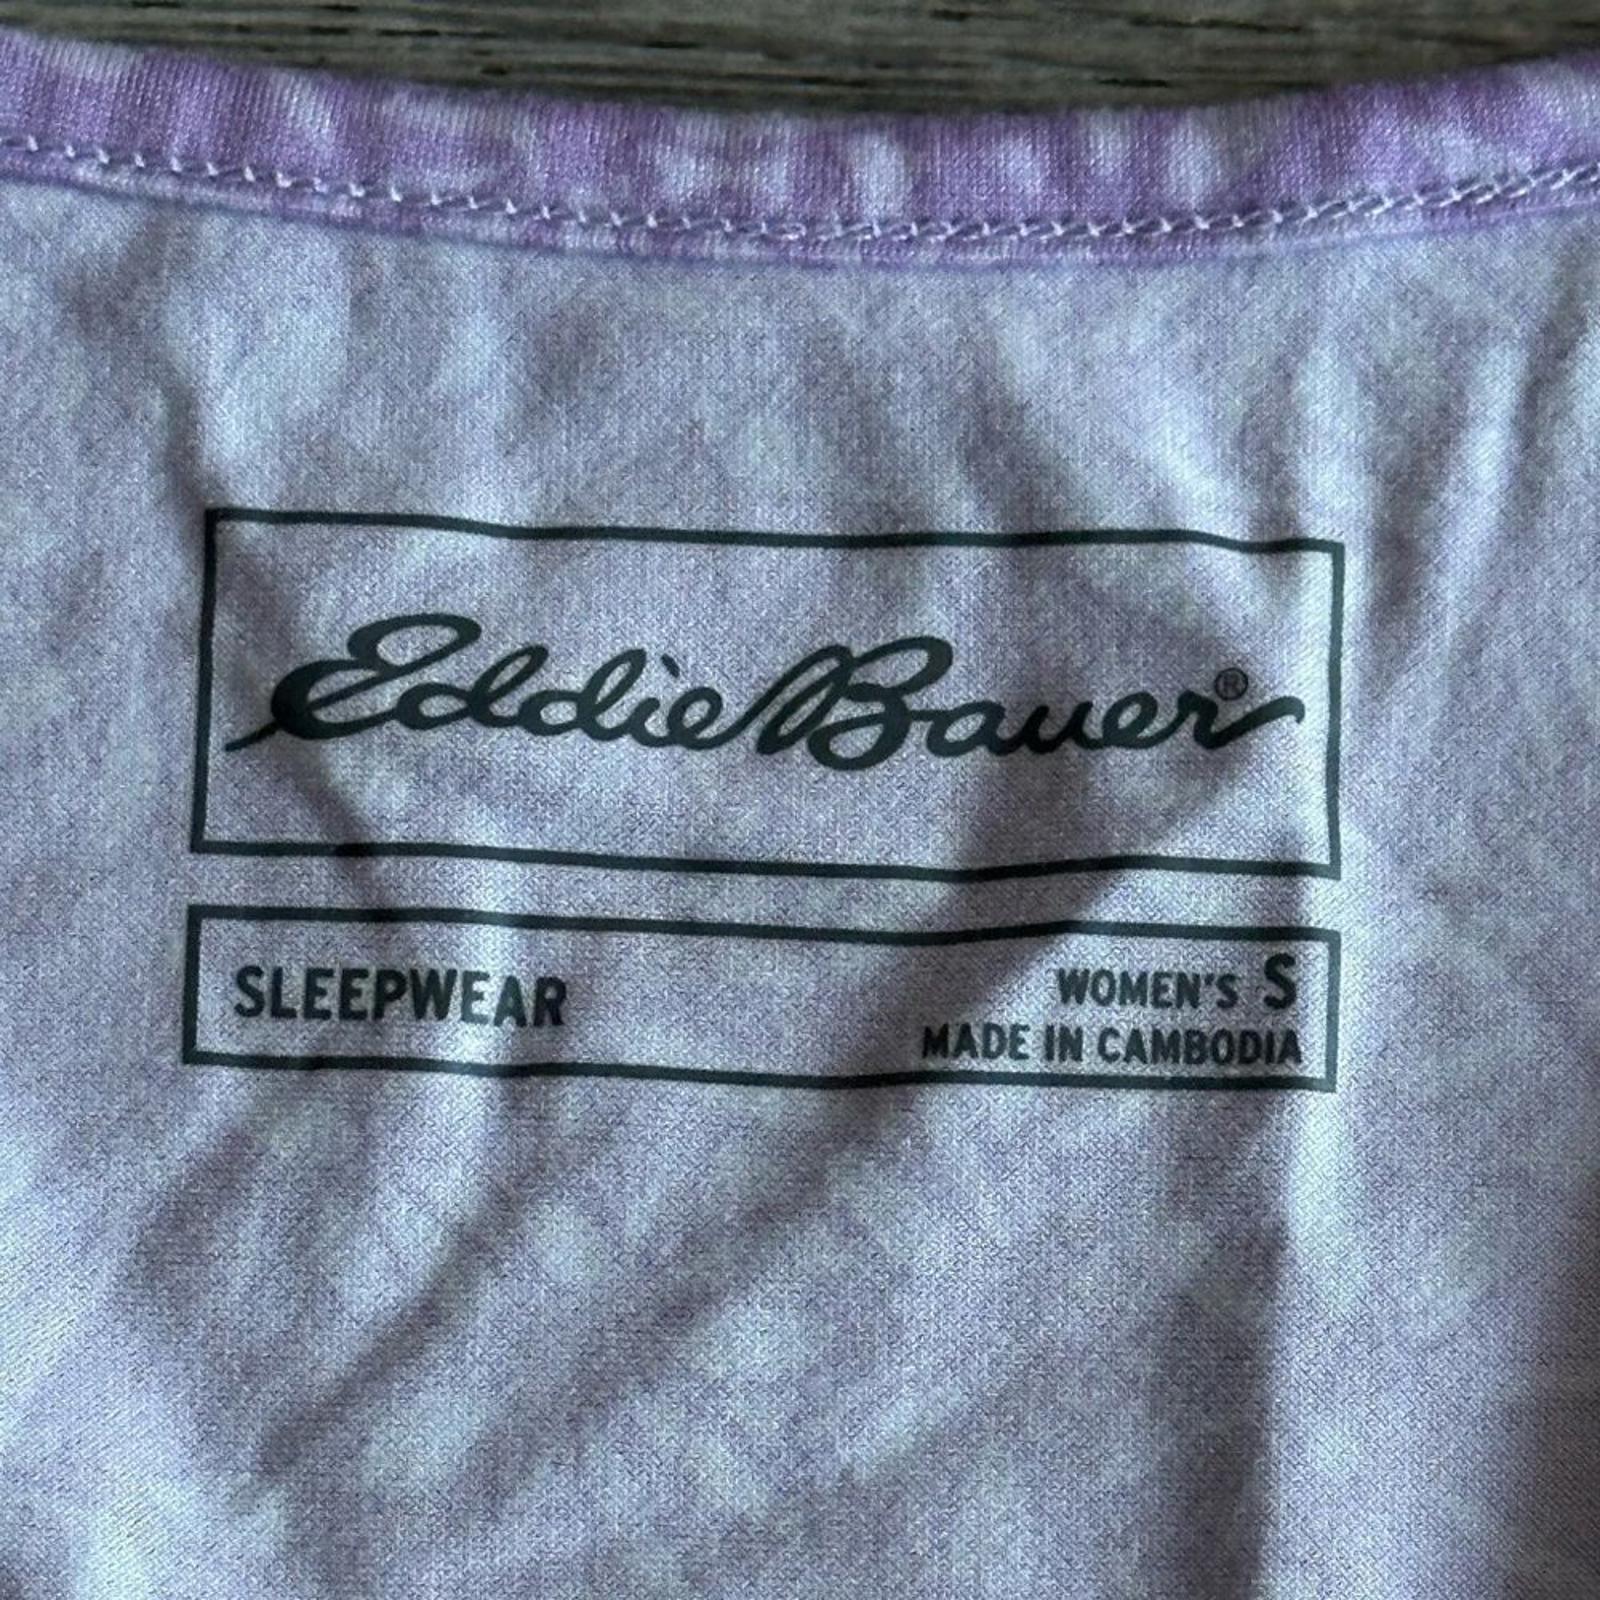 Eddie Bauer®
SLEEPWEAR
WOMEN'S S
MADE IN CAMBODIA